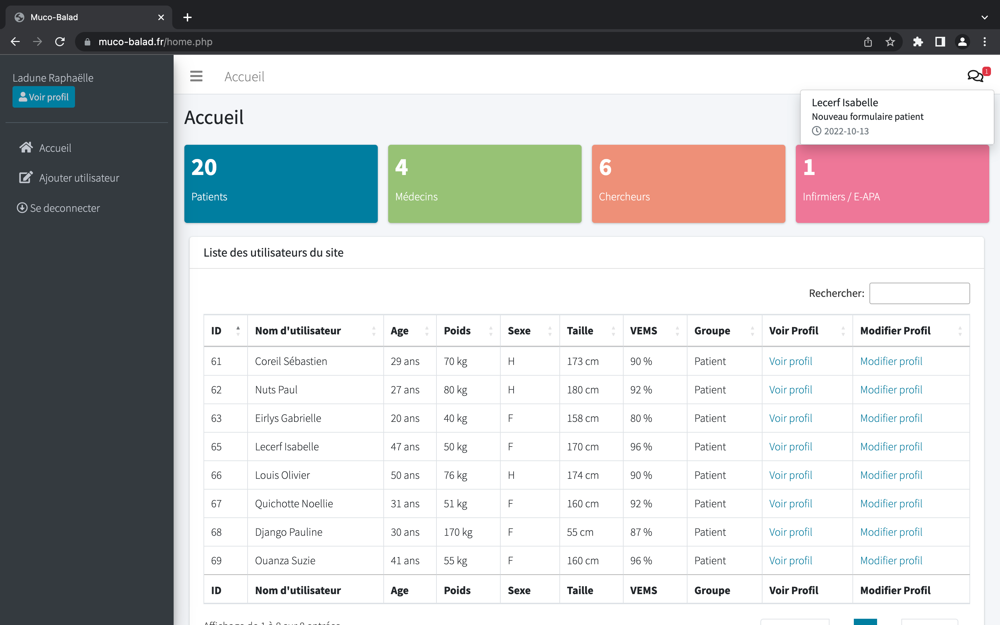 Muco-Balad
muco-balad.fr/home.php
Ladune Raphaëlle
Voir profil
Accueil
Ajouter utilisateur
Se deconnecter
Accueil
1
Lecerf Isabelle
Nouveau formulaire patient
2022-10-13
Accueil
20
Patients
4
Médecins
6
Chercheurs
1
Infirmiers / E-APA
Liste des utilisateurs du site
Rechercher:
ID Nom d'utilisateur Age Poids Sexe Taille VEMS Groupe Voir Profil Modifier Profil
61 Coreil Sébastien 29 ans 70 kg H 173 cm 90 % Patient Voir profil Modifier profil
62 Nuts Paul 27 ans 80 kg H 180 cm 92 % Patient Voir profil Modifier profil
63 Eirlys Gabrielle 20 ans 40 kg F 158 cm 80 % Patient Voir profil Modifier profil
65 Lecerf Isabelle 47 ans 50 kg F 170 cm 96 % Patient Voir profil Modifier profil
66 Louis Olivier 50 ans 76 kg H 174 cm 90 % Patient Voir profil Modifier profil
67 Quichotte Noellie 31 ans 51 kg F 160 cm 92 % Patient Voir profil Modifier profil
68 Django Pauline 30 ans 170 kg F 55 cm 87 % Patient Voir profil Modifier profil
69 Ouanza Suzie 41 ans 55 kg F 160 cm 96 % Patient Voir profil Modifier profil
ID Nom d'utilisateur Age Poids Sexe Taille VEMS Groupe Voir Profil Modifier Profil
Affichage de 1 à 8 sur 8 entrées